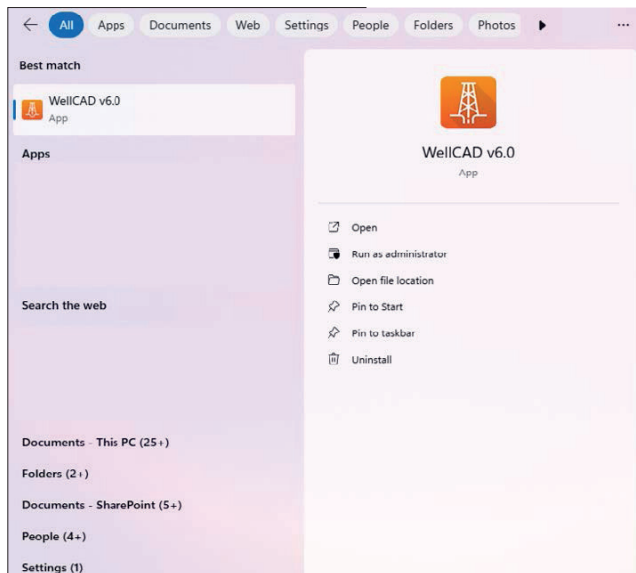 All Apps Documents Web Settings People Folders Photos
Best match
WellCAD v6.0
App
Apps
Search the web
Documents - This PC (25+)
Folders (2+)
Documents - SharePoint (5+)
People (4+)
Settings (1)
WellCAD v6.0
App
Open
Run as administrator
Open file location
Pin to Start
Pin to taskbar
Uninstall